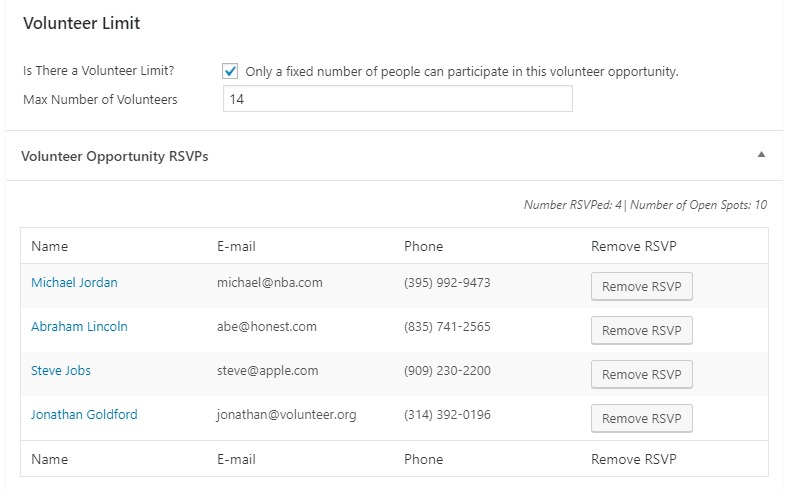 Volunteer Limit
Is There a Volunteer Limit? Only a fixed number of people can participate in this volunteer opportunity.
Max Number of Volunteers 14
Volunteer Opportunity RSVPs
Number RSVPed: 4 | Number of Open Spots: 10
Name E-mail Phone Remove RSVP
Michael Jordan michael@nba.com (395) 992-9473 Remove RSVP
Abraham Lincoln abe@honest.com (835) 741-2565 Remove RSVP
Steve Jobs steve@apple.com (909) 230-2200 Remove RSVP
Jonathan Goldford jonathan@volunteer.org (314) 392-0196 Remove RSVP
Name E-mail Phone Remove RSVP